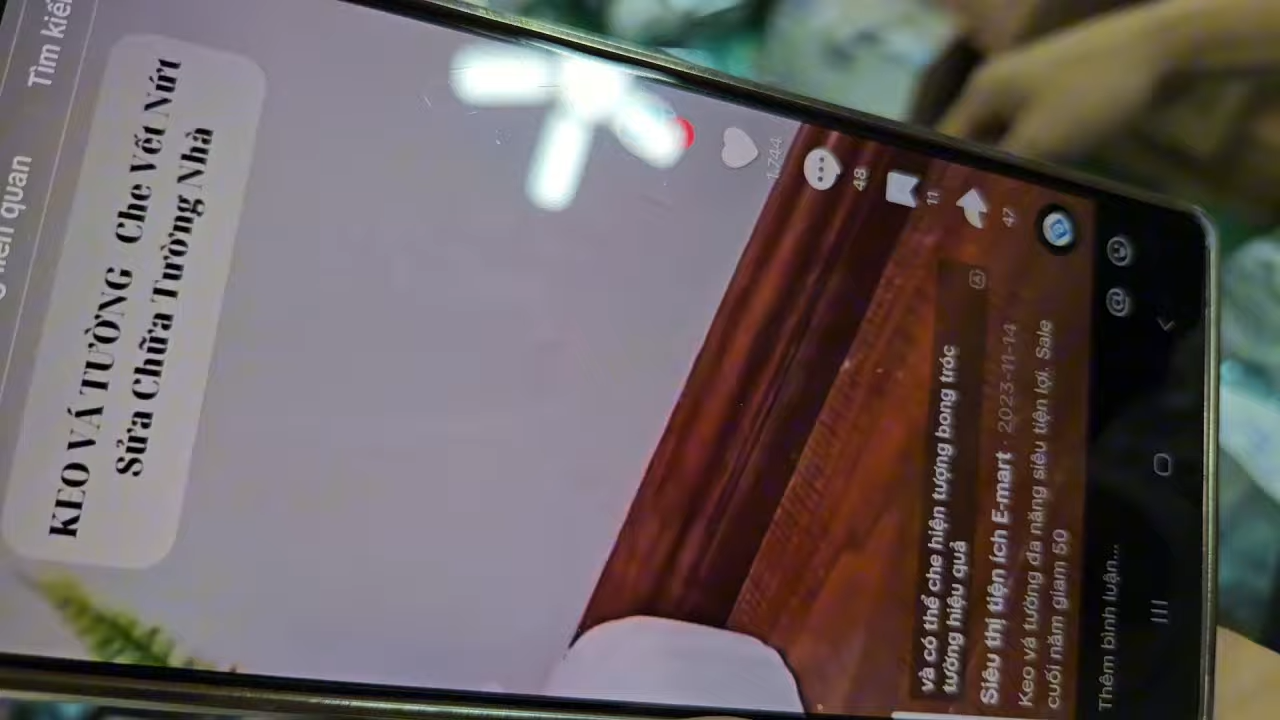 Tìm kiế
liên quan
KEO VÁ TƯỜNG Che Vết Nứt
Sửa Chữa Tường Nhà
1.744
48
11
47
và có thể che hiện tượng bong tróc
tường hiệu quả
Siêu thị tiện ích E-mart · 2023-11-14
Keo vá tường đa năng siêu tiện lợi. Sale
cuối năm giảm 50
Thêm bình luận...
@